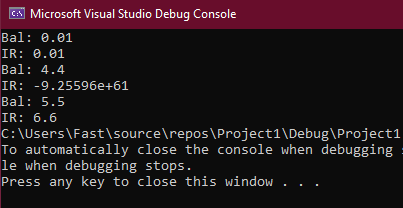 Microsoft Visual Studio Debug Console
Bal: 0.01
IR: 0.01
Bal: 4.4
IR: -9.25596e+61
Bal: 5.5
IR: 6.6
C:\Users\Fast\source\repos\Project1\Debug\Project1
To automatically close the console when debugging
le when debugging stops.
Press any key to close this window . . .